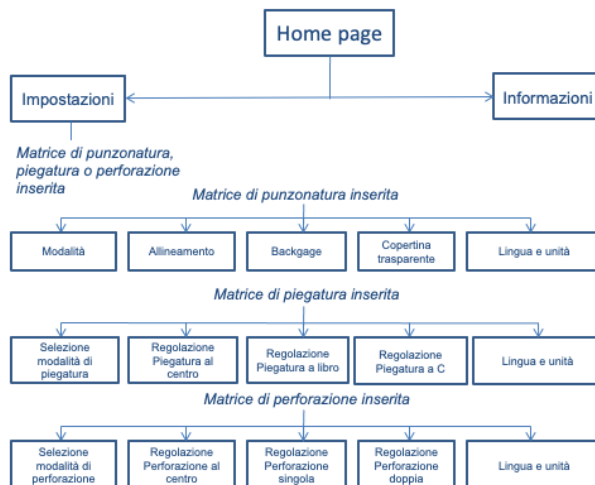 Home page
Impostazioni
Informazioni
Matrice di punzonatura,
piegatura o perforazione
inserita
Matrice di punzonatura inserita
Modalità
Allineamento
Backgage
Copertina
trasparente
Lingua e unità
Matrice di piegatura inserita
Selezione
modalità di
piegatura
Regolazione
Piegatura al
centro
Regolazione
Piegatura a libro
Regolazione
Piegatura a C
Lingua e unità
Matrice di perforazione inserita
Selezione
modalità di
perforazione
Regolazione
Perforazione al
centro
Regolazione
Perforazione
singola
Regolazione
Perforazione
doppia
Lingua e unità